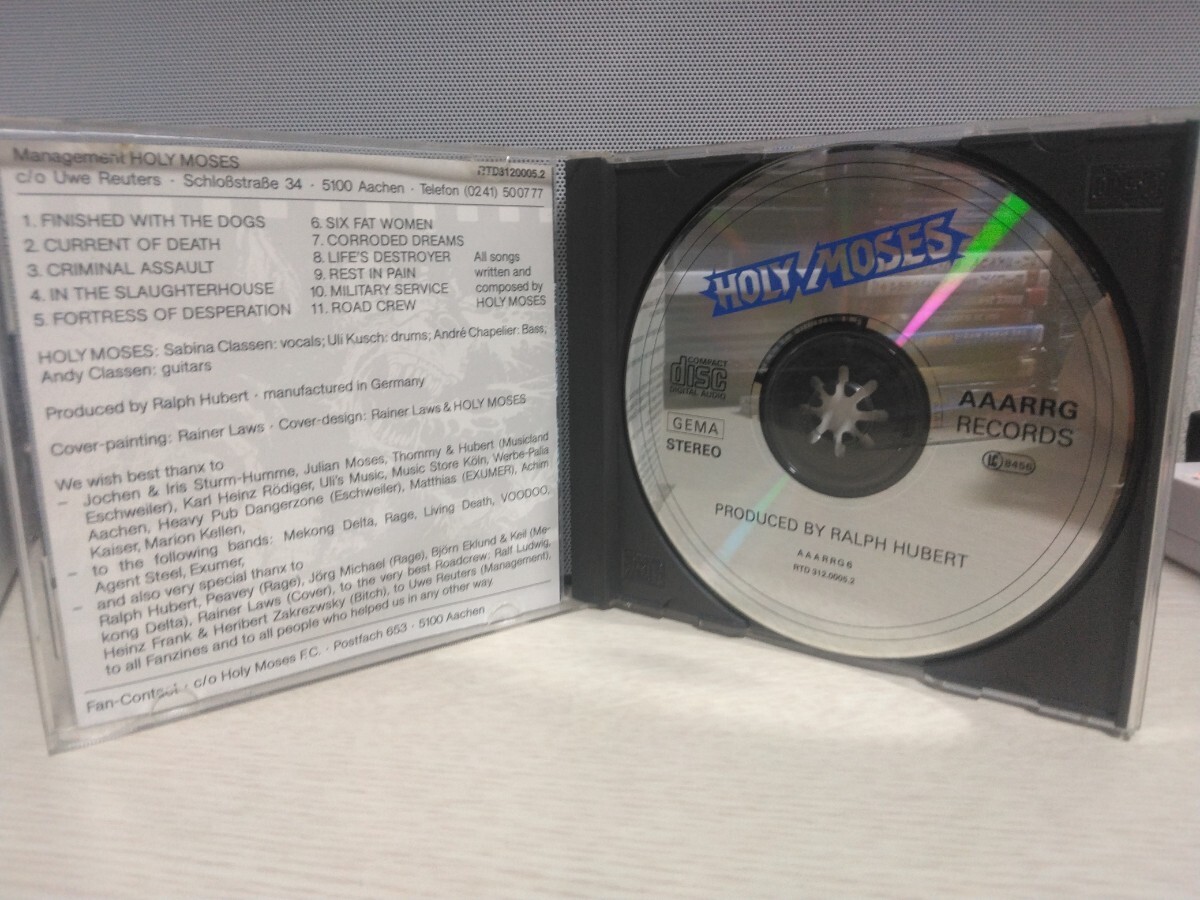 Management HOLY MOSES
RTD3120005.2
c/o Uwe Reuters · Schloßstraße 34 · 5100 Aachen · Telefon (0241) 500777
1. FINISHED WITH THE DOGS
2. CURRENT OF DEATH
3. CRIMINAL ASSAULT
4. IN THE SLAUGHTERHOUSE
5. FORTRESS OF DESPERATION
6. SIX FAT WOMEN
7. CORRODED DREAMS
8. LIFE'S DESTROYER
9. REST IN PAIN
10. MILITARY SERVICE
11. ROAD CREW
All songs
written and
composed by
HOLY MOSES
HOLY MOSES: Sabina Classen: vocals; Uli Kusch: drums; André Chapelier: Bass;
Andy Classen: guitars
Produced by Ralph Hubert · manufactured in Germany
Cover-painting: Rainer Laws · Cover-design: Rainer Laws & HOLY MOSES
We wish best thanx to
– Jochen & Iris Sturm-Humme, Julian Moses, Thommy & Hubert (Musicland
Eschweiler), Karl Heinz Rödiger, Uli's Music, Music Store Köln, Werbe-Palia
Aachen, Heavy Pub Dangerzone (Eschweiler), Matthias (EXUMER), Achim
Kaiser, Marion Kellen,
– to the following bands: Mekong Delta, Rage, Living Death, VOODOO,
Agent Steel, Exumer,
– and also very special thanx to
Ralph Hubert, Peavey (Rage), Jörg Michael (Rage), Björn Eklund & Keil (Me-
kong Delta), Rainer Laws (Cover), to the very best Roadcrew: Ralf Ludwig,
Heinz Frank & Heribert Zakrezwsky (Bitch), to Uwe Reuters (Management),
to all Fanzines and to all people who helped us in any other way.
Fan-Contact · c/o Holy Moses F.C. · Postfach 653 · 5100 Aachen
HOLY MOSES
COMPACT
disc
DIGITAL AUDIO
GEMA
STEREO
AAARRG
RECORDS
LC 8456
PRODUCED BY RALPH HUBERT
AAARRG 6
RTD 312.0005.2